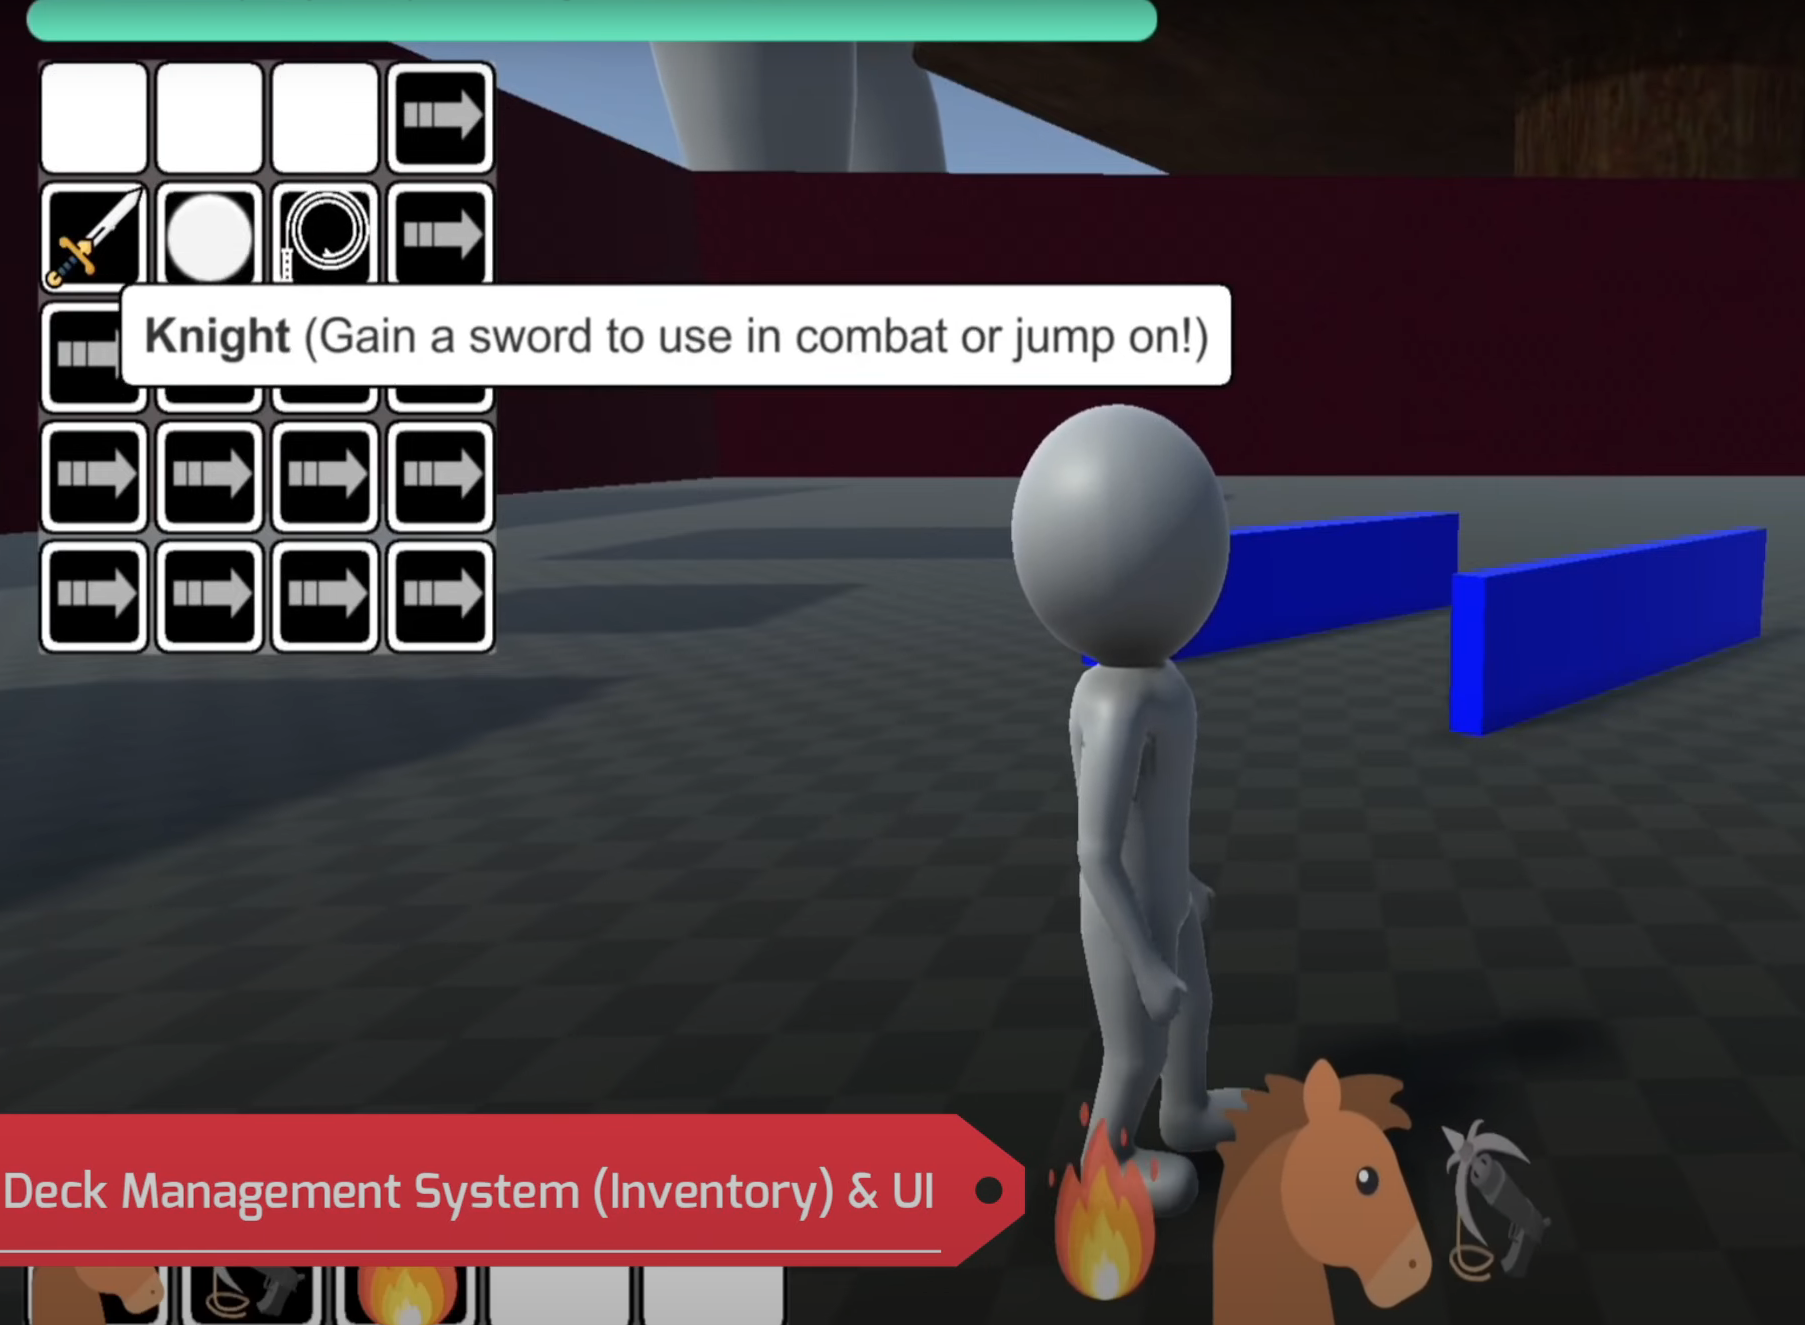 Knight (Gain a sword to use in combat or jump on!)
Deck Management System (Inventory) & UI